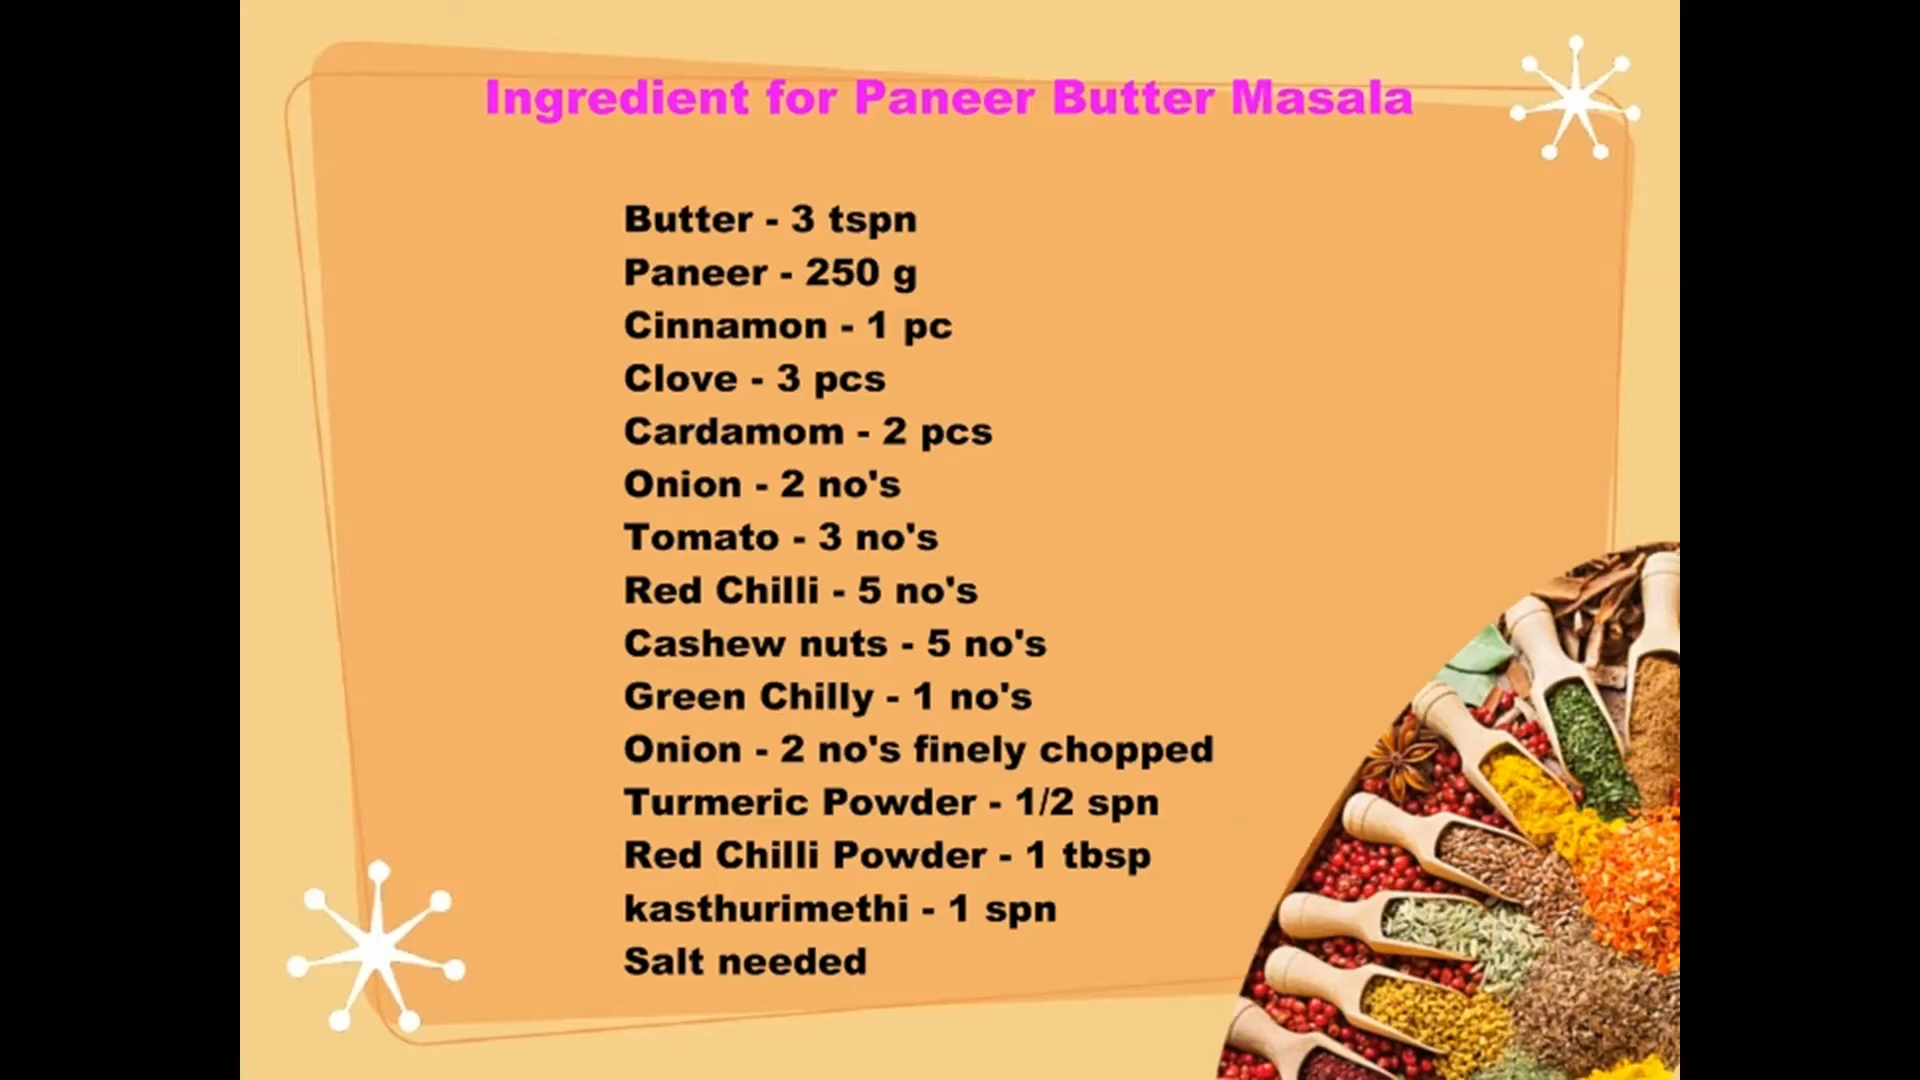 Ingredient for Paneer Butter Masala
Butter - 3 tspn
Paneer - 250 g
Cinnamon - 1 pc
Clove - 3 pcs
Cardamom - 2 pcs
Onion - 2 no's
Tomato - 3 no's
Red Chilli - 5 no's
Cashew nuts - 5 no's
Green Chilly - 1 no's
Onion - 2 no's finely chopped
Turmeric Powder - 1/2 spn
Red Chilli Powder - 1 tbsp
kasthurimethi - 1 spn
Salt needed